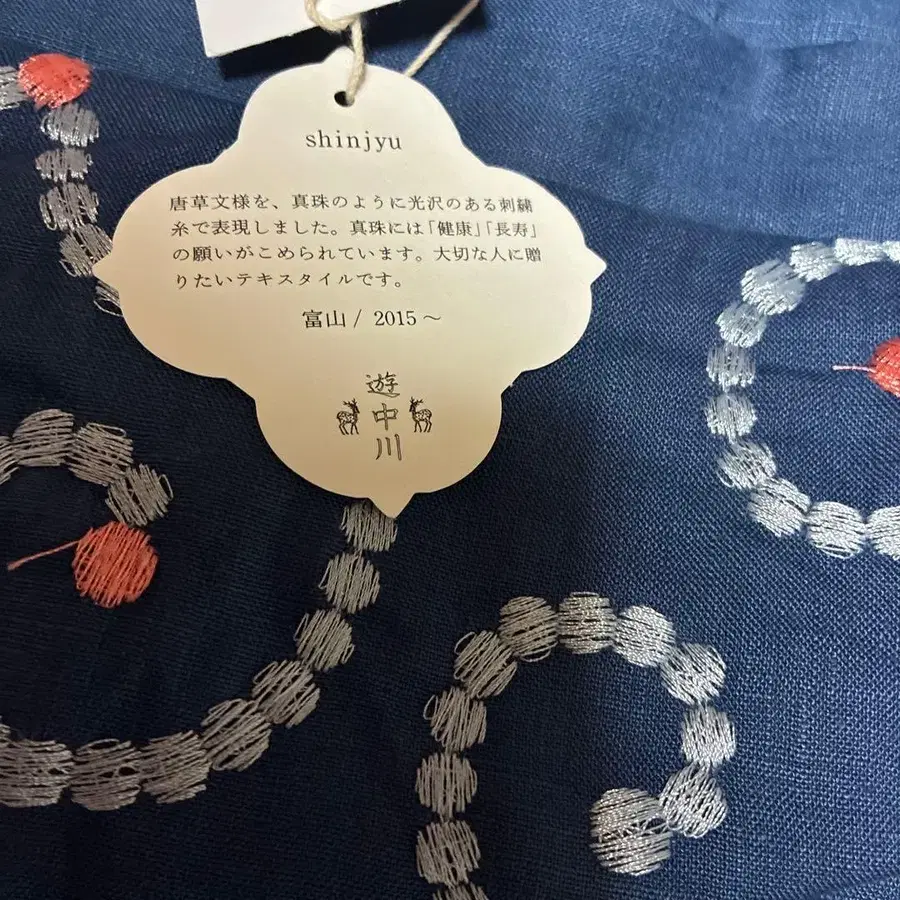 shinjyu
唐草文様を、真珠のように光沢のある刺繍
糸で表現しました。真珠には「健康」「長寿」
の願いがこめられています。大切な人に贈
りたいテキスタイルです。
富山 / 2015～
遊
中
川